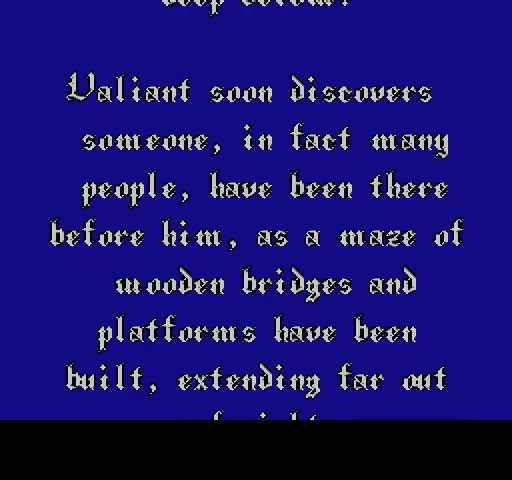 Valiant soon discovers
someone, in fact many
people, have been there
before him, as a maze of
wooden bridges and
platforms have been
built, extending far out